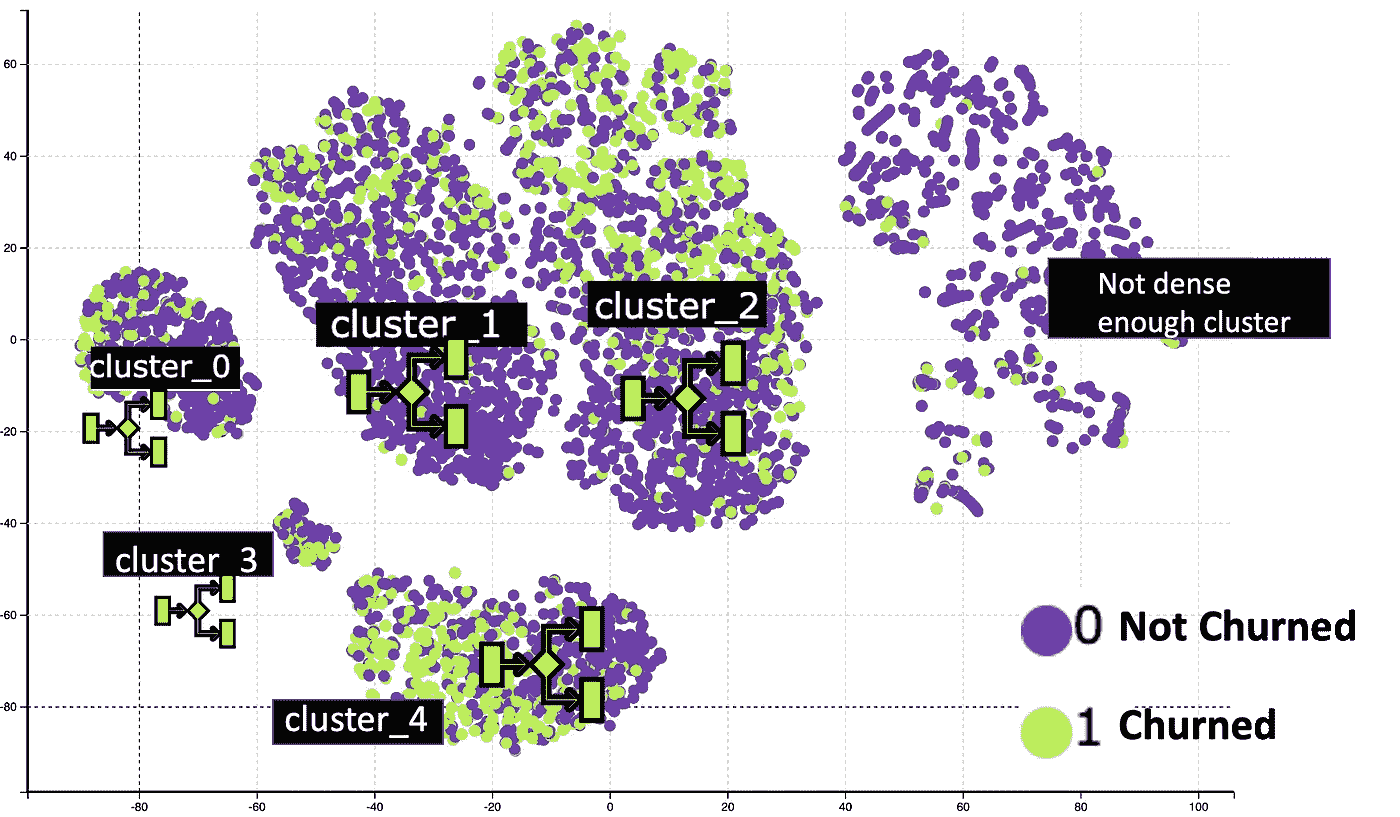 60
40
20
0
-20
-40
-60
-80
cluster_0
cluster_1
cluster_2
Not dense
enough cluster
cluster_3
cluster_4
0 Not Churned
1 Churned
-80 -60 -40 -20 0 20 40 60 80 100